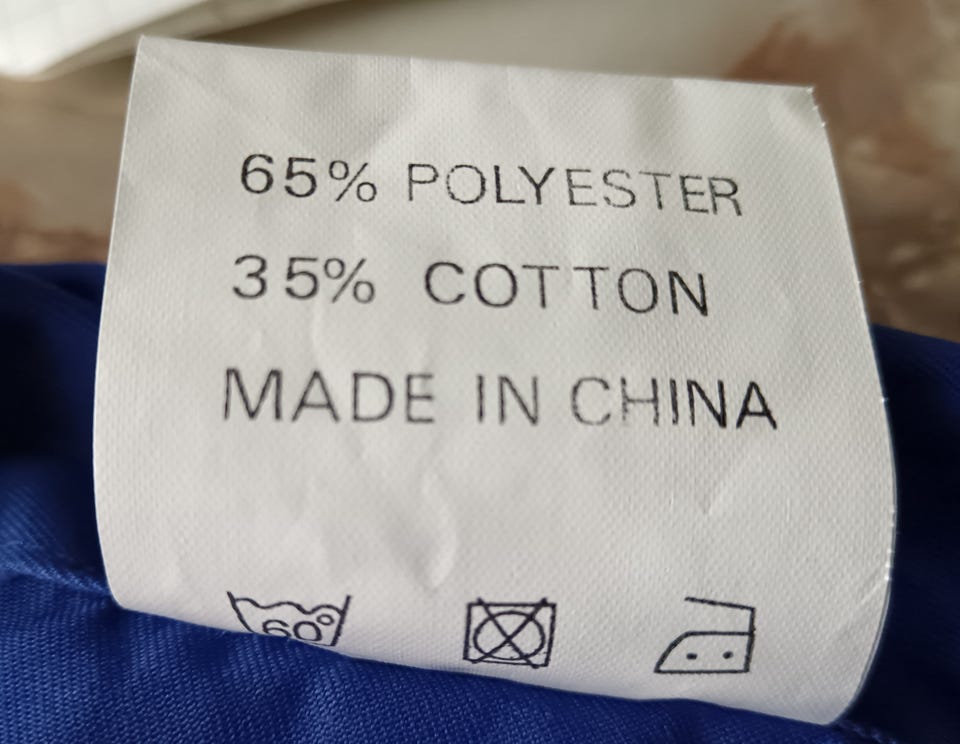 65% POLYESTER
35% COTTON
MADE IN CHINA
60°